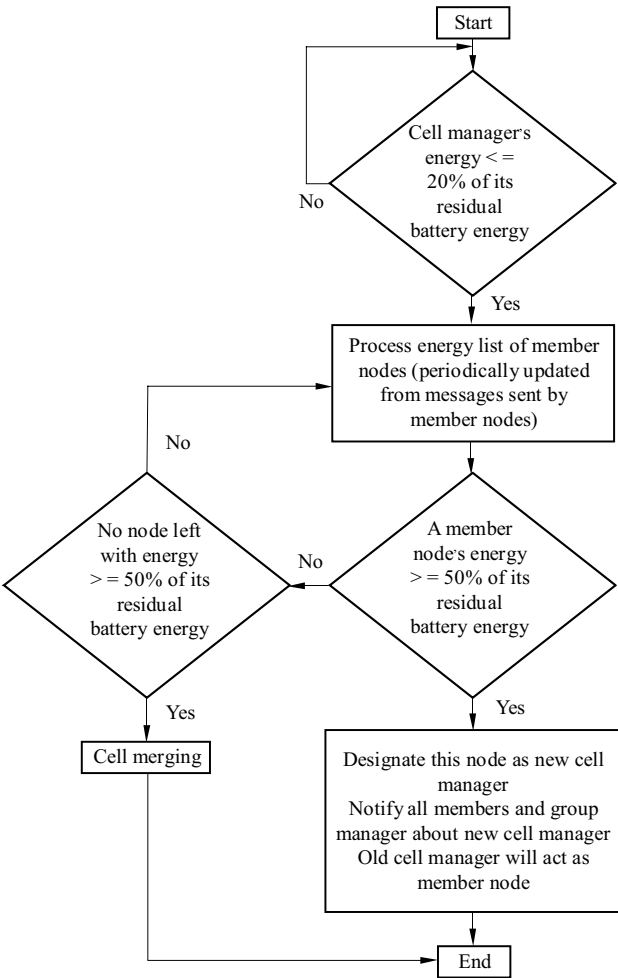 Start
Cell manager's
energy < =
20% of its
residual
battery energy
No
Yes
Process energy list of member
nodes (periodically updated
from messages sent by
member nodes)
No
No node left
with energy
> = 50% of its
residual
battery energy
No
A member
node's energy
> = 50% of its
residual
battery energy
Yes
Yes
Cell merging
Designate this node as new cell
manager
Notify all members and group
manager about new cell manager
Old cell manager will act as
member node
End